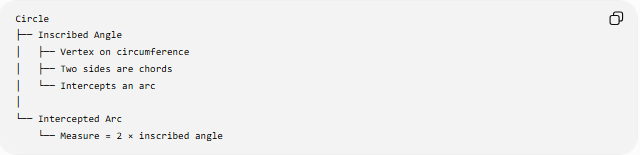 Circle
├── Inscribed Angle
│   ├── Vertex on circumference
│   ├── Two sides are chords
│   └── Intercepts an arc
│
└── Intercepted Arc
    └── Measure = 2 × inscribed angle